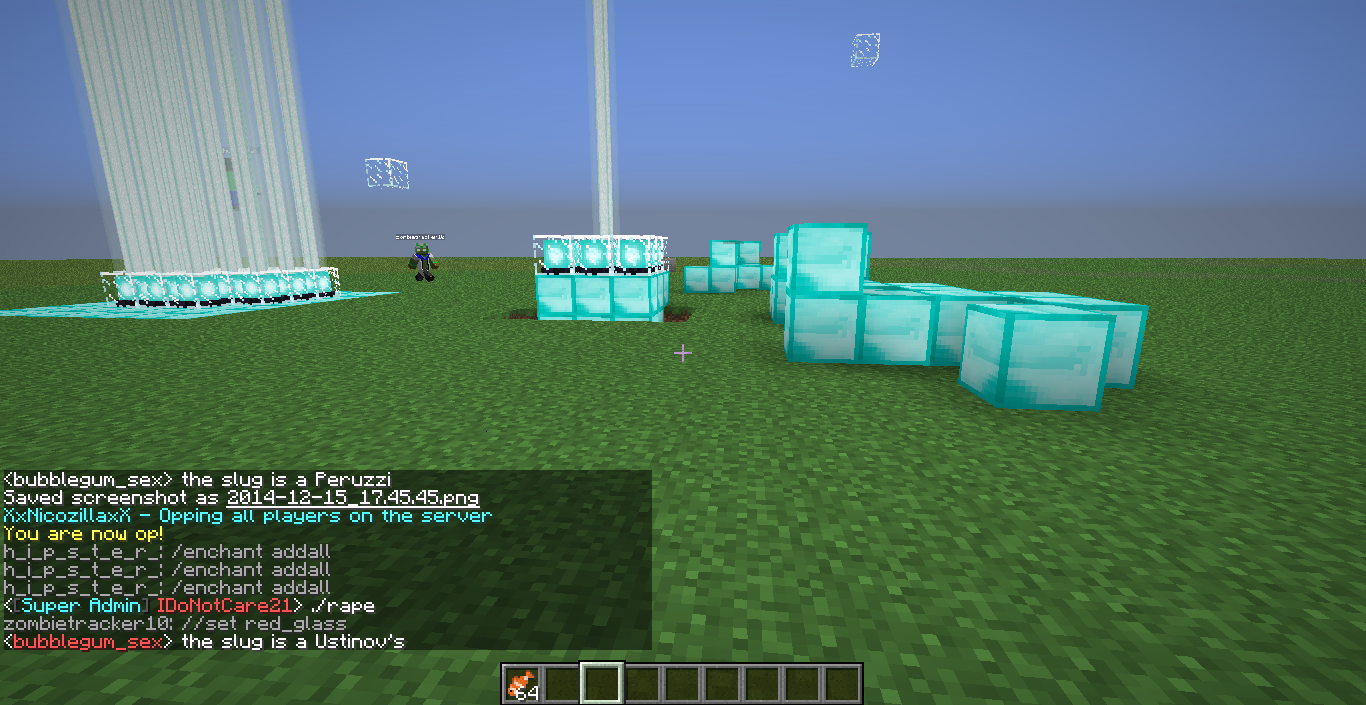 zombietracker10
<bubblegum_sex> the slug is a Peruzzi
Saved screenshot as 2014-12-15_17.45.45.png
XxNicozillaxX - Opping all players on the server
You are now op!
h_i_p_s_t_e_r_: /enchant addall
h_i_p_s_t_e_r_: /enchant addall
h_i_p_s_t_e_r_: /enchant addall
<[Super Admin] IDoNotCare21> ./rape
zombietracker10: //set red_glass
<bubblegum_sex> the slug is a Ustinov's
64